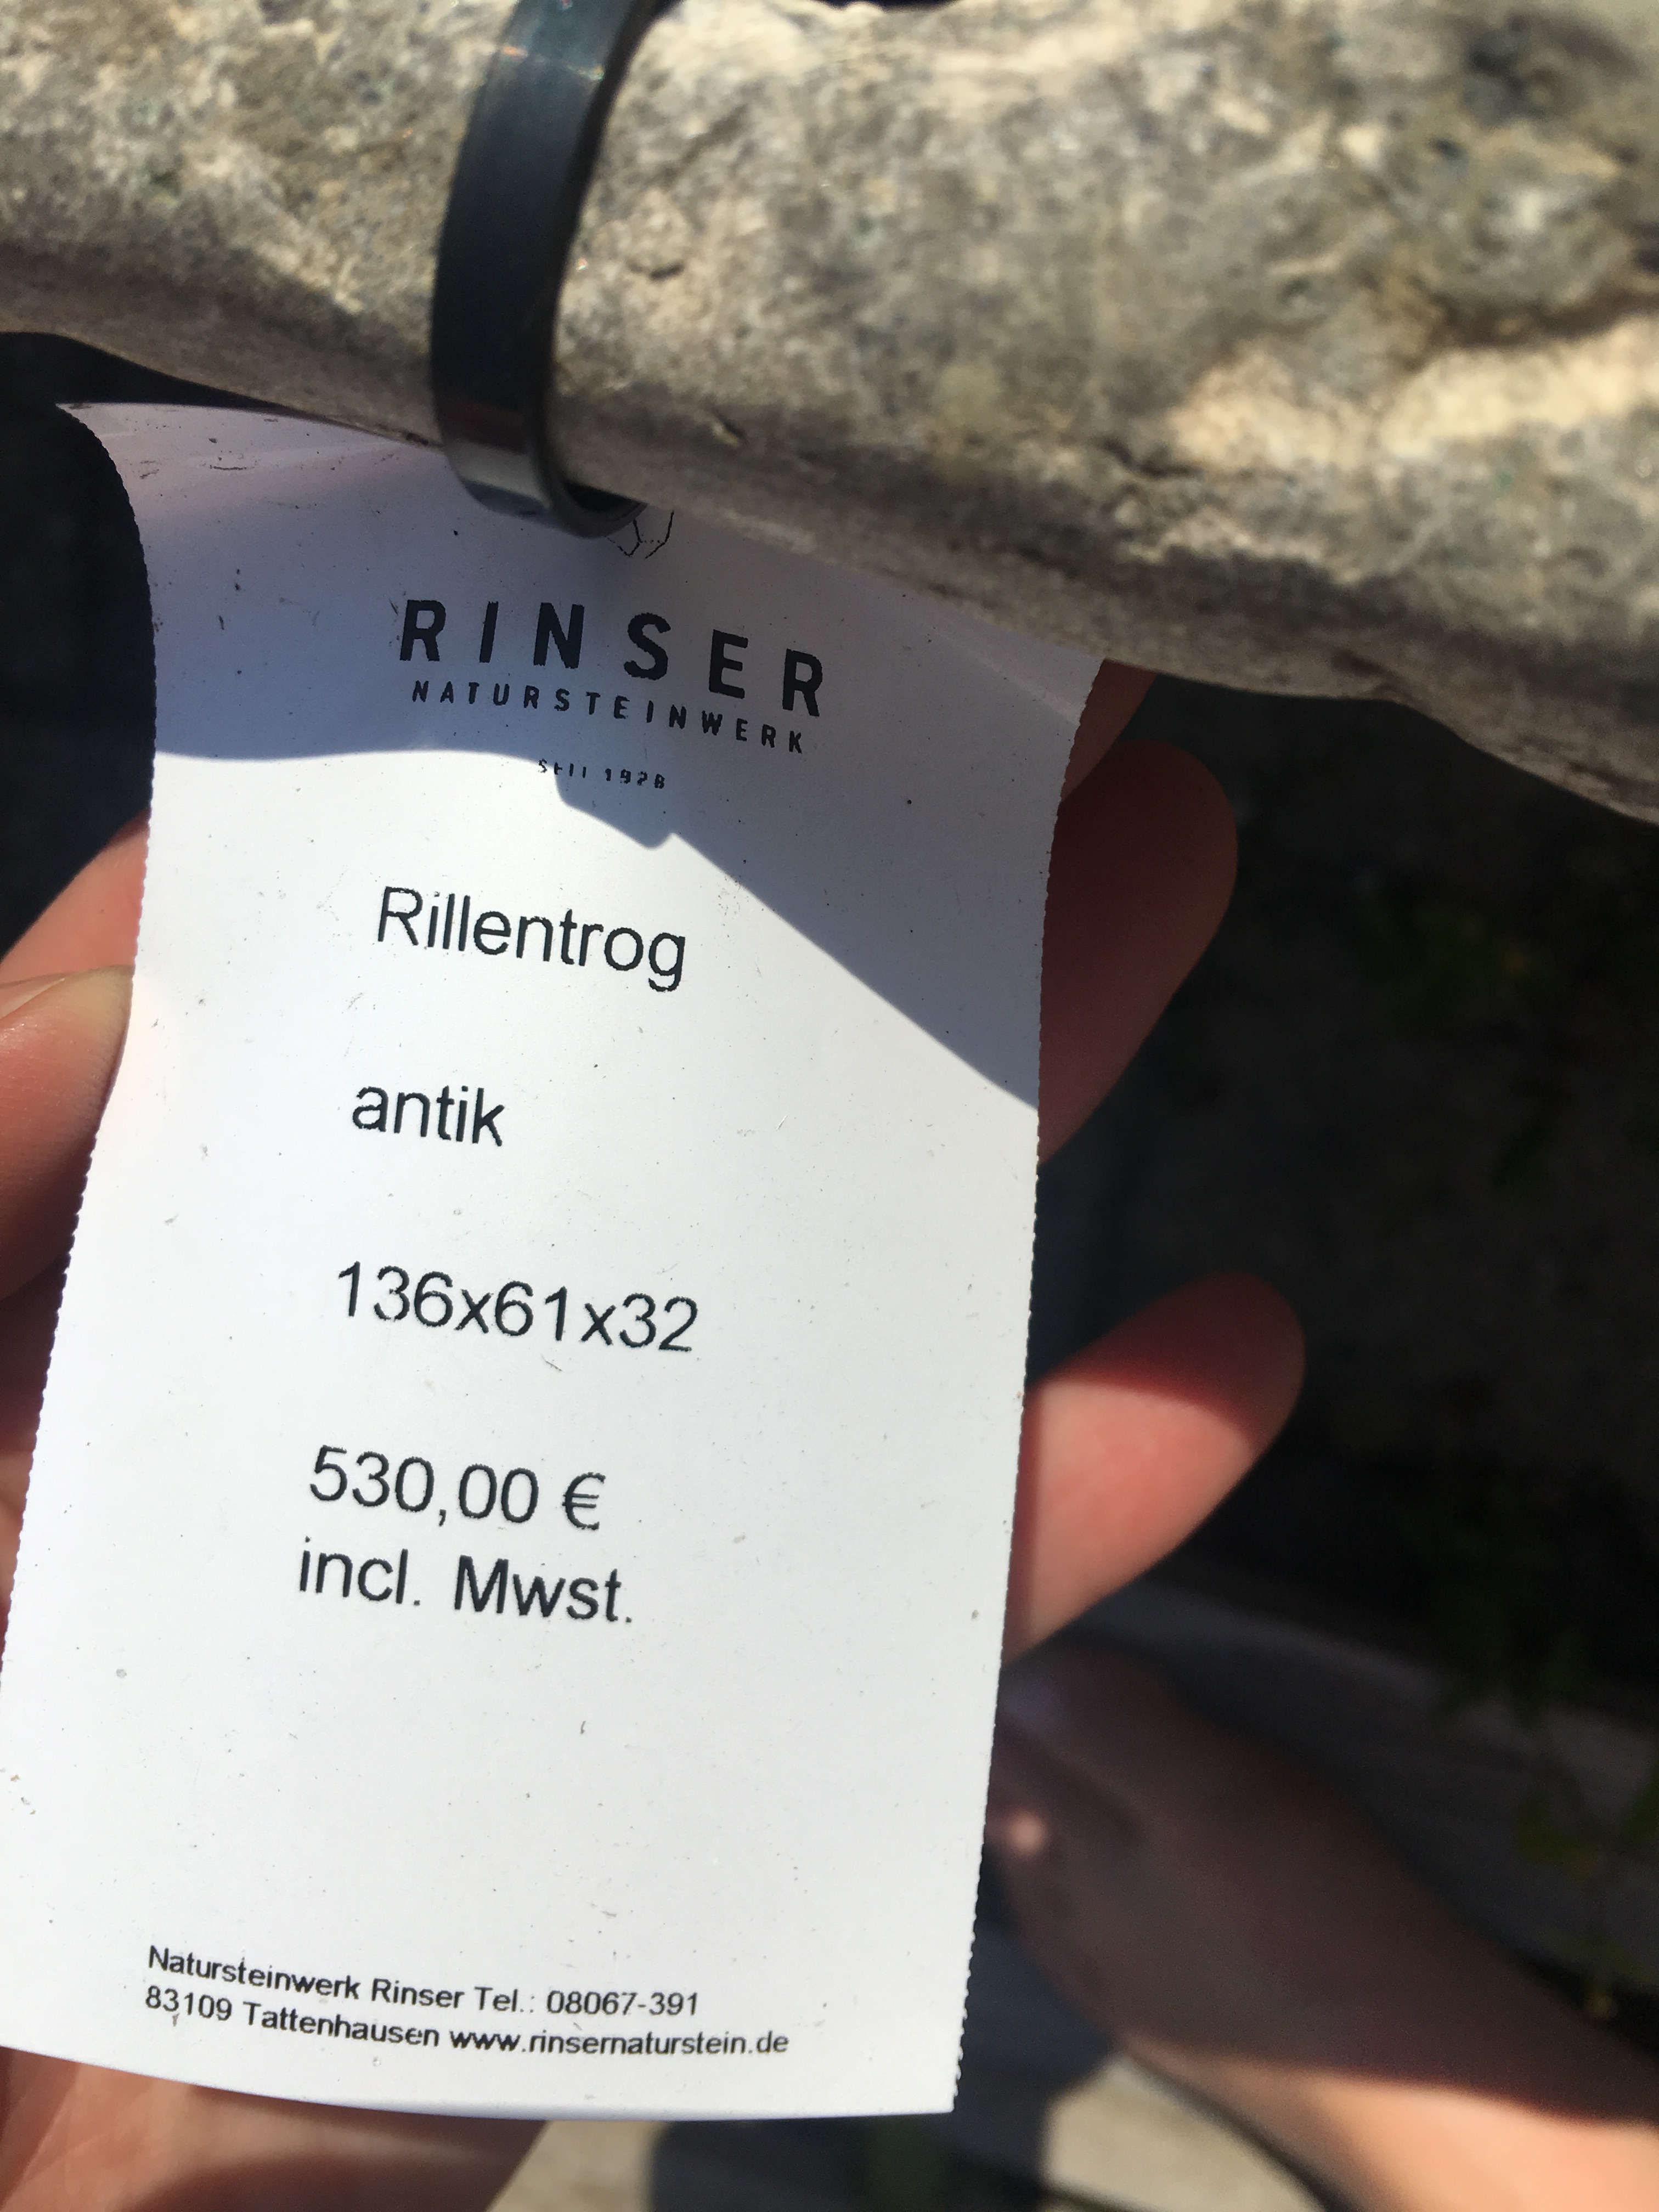 RINSER
NATURSTEINWERK
SEIT 1928
Rillentrog
antik
136x61x32
530,00 €
incl. Mwst.
Natursteinwerk Rinser Tel.: 08067-391
83109 Tattenhausen www.rinsernaturstein.de